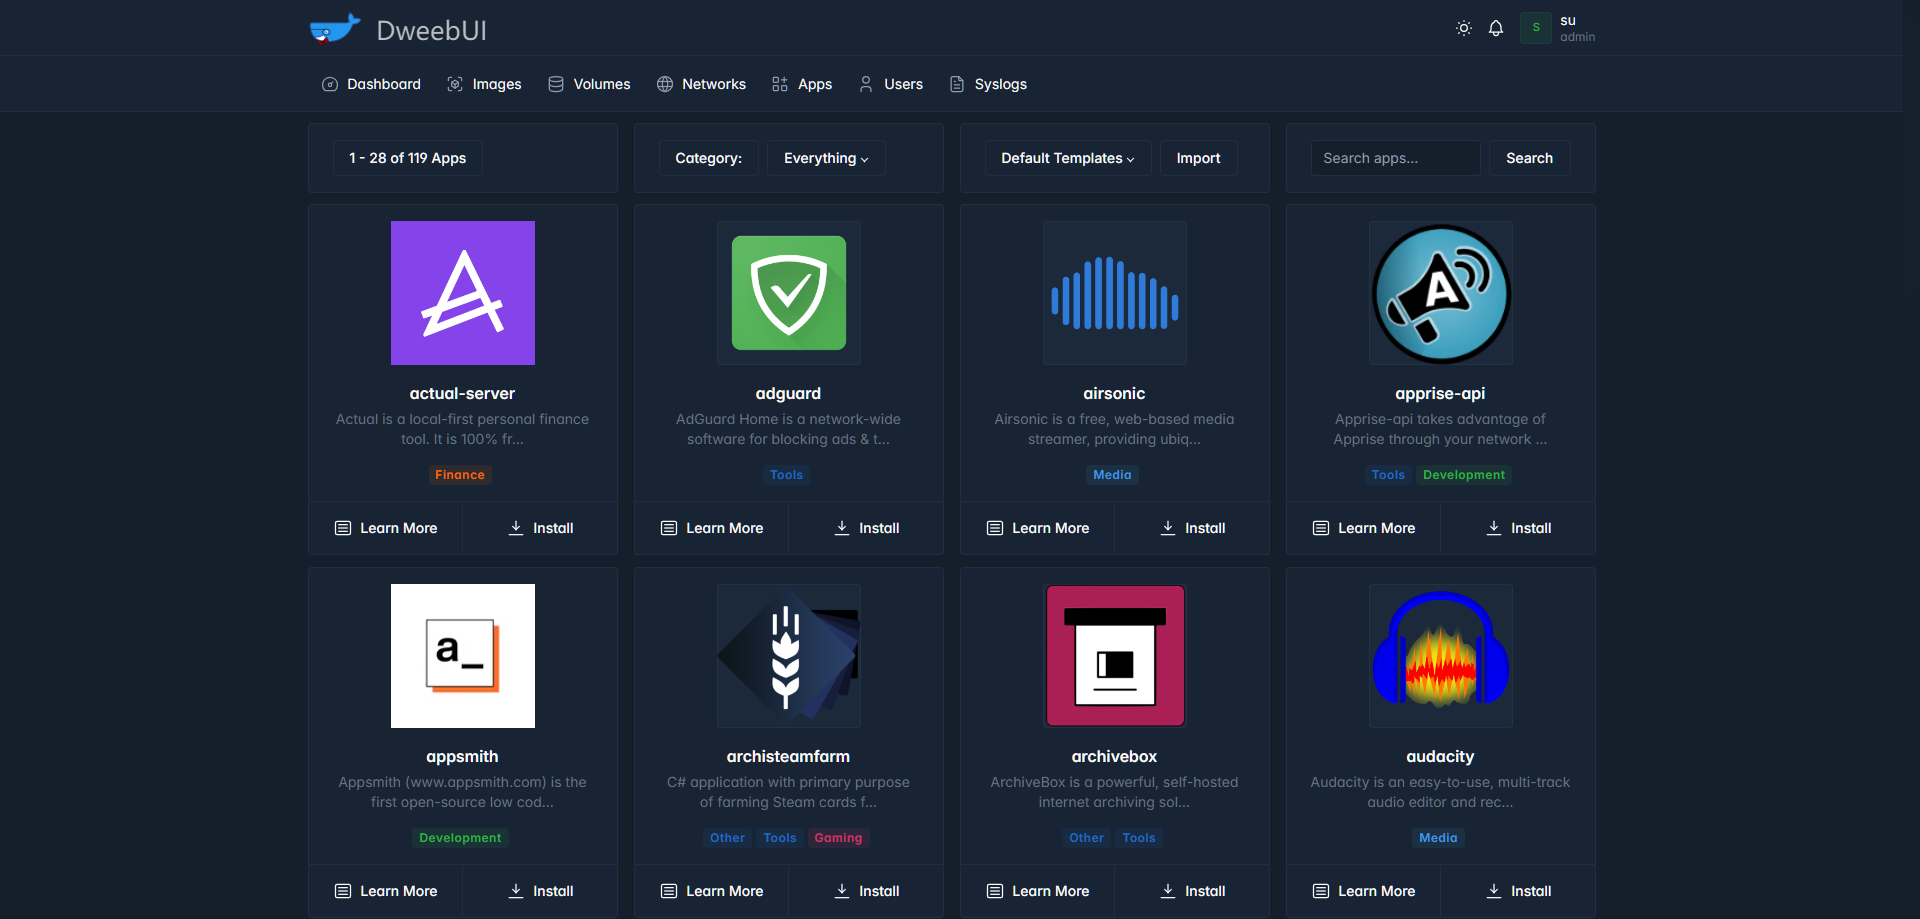 DweebUI
S
su
admin
Dashboard
Images
Volumes
Networks
Apps
Users
Syslogs
1 - 28 of 119 Apps
Category:
Everything
Default Templates
Import
Search apps...
Search
actual-server
Actual is a local-first personal finance
tool. It is 100% fr...
Finance
Learn More
Install
adguard
AdGuard Home is a network-wide
software for blocking ads & t...
Tools
Learn More
Install
airsonic
Airsonic is a free, web-based media
streamer, providing ubiq...
Media
Learn More
Install
A
apprise-api
Apprise-api takes advantage of
Apprise through your network ...
Tools Development
Learn More
Install
a_
appsmith
Appsmith (www.appsmith.com) is the
first open-source low cod...
Development
Learn More
Install
archisteamfarm
C# application with primary purpose
of farming Steam cards f...
Other Tools Gaming
Learn More
Install
archivebox
ArchiveBox is a powerful, self-hosted
internet archiving sol...
Other Tools
Learn More
Install
audacity
Audacity is an easy-to-use, multi-track
audio editor and rec...
Media
Learn More
Install